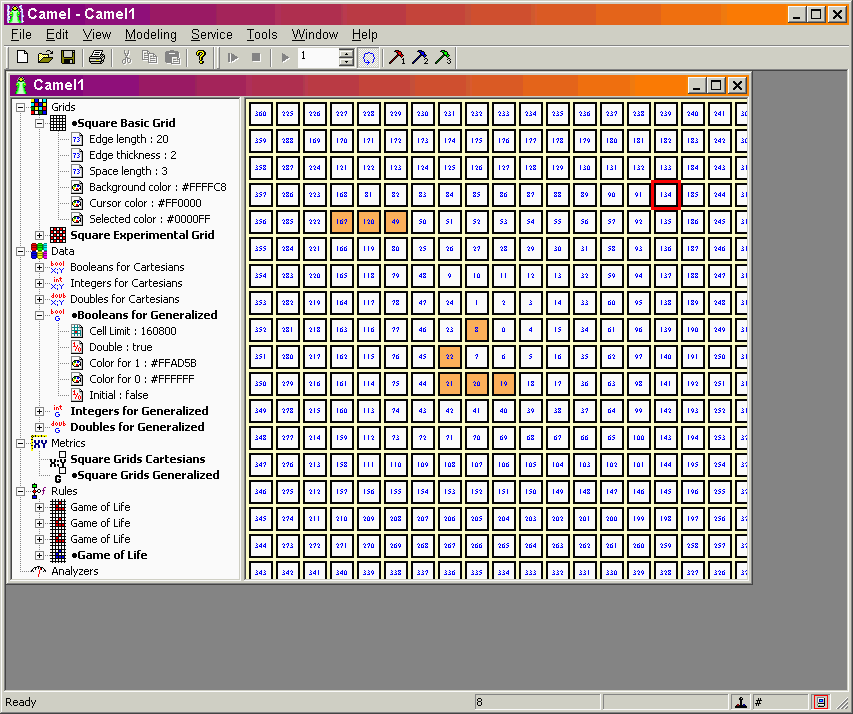 Camel - Camel1
File Edit View Modeling Service Tools Window Help
1
1 2 3
Camel1
Grids
●Square Basic Grid
Edge length : 20
Edge thickness : 2
Space length : 3
Background color : #FFFFC8
Cursor color : #FF0000
Selected color : #0000FF
Square Experimental Grid
Data
Booleans for Cartesians
Integers for Cartesians
Doubles for Cartesians
●Booleans for Generalized
Cell Limit : 160800
Double : true
Color for 1 : #FFAD5B
Color for 0 : #FFFFFF
Initial : false
Integers for Generalized
Doubles for Generalized
Metrics
Square Grids Cartesians
●Square Grids Generalized
Rules
Game of Life
Game of Life
Game of Life
●Game of Life
Analyzers
360 225 226 227 228 229 230 231 232 233 234 235 236 237 238 239 240 241
359 288 169 170 171 172 173 174 175 176 177 178 179 180 181 182 183 242
358 287 224 121 122 123 124 125 126 127 128 129 130 131 132 133 184 243
357 286 223 168 81 82 83 84 85 86 87 88 89 90 91 134 185 244
356 285 222 167 120 49 50 51 52 53 54 55 56 57 92 135 186 245
355 284 221 166 119 80 25 26 27 28 29 30 31 58 93 136 187 246
354 283 220 165 118 79 48 9 10 11 12 13 32 59 94 137 188 247
353 282 219 164 117 78 47 24 1 2 3 14 33 60 95 138 189 248
352 281 218 163 116 77 46 23 8 0 4 15 34 61 96 139 190 249
351 280 217 162 115 76 45 22 7 6 5 16 35 62 97 140 191 250
350 279 216 161 114 75 44 21 20 19 18 17 36 63 98 141 192 251
349 278 215 160 113 74 43 42 41 40 39 38 37 64 99 142 193 252
348 277 214 159 112 73 72 71 70 69 68 67 66 65 100 143 194 253
347 276 213 158 111 110 109 108 107 106 105 104 103 102 101 144 195 254
346 275 212 157 156 155 154 153 152 151 150 149 148 147 146 145 196 255
345 274 211 210 209 208 207 206 205 204 203 202 201 200 199 198 197 256
344 273 272 271 270 269 268 267 266 265 264 263 262 261 260 259 258 257
343 342 341 340 339 338 337 336 335 334 333 332 331 330 329 328 327 326
Ready
8
#